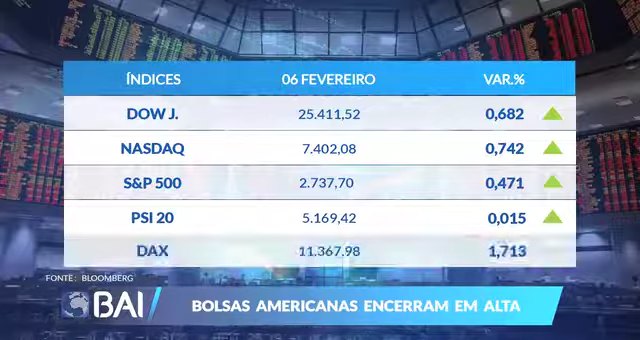 ÍNDICES 06 FEVEREIRO VAR.%
DOW J. 25.411,52 0,682
NASDAQ 7.402,08 0,742
S&P 500 2.737,70 0,471
PSI 20 5.169,42 0,015
DAX 11.367.98 1,713
FONTE: BLOOMBERG
BAI
BOLSAS AMERICANAS ENCERRAM EM ALTA